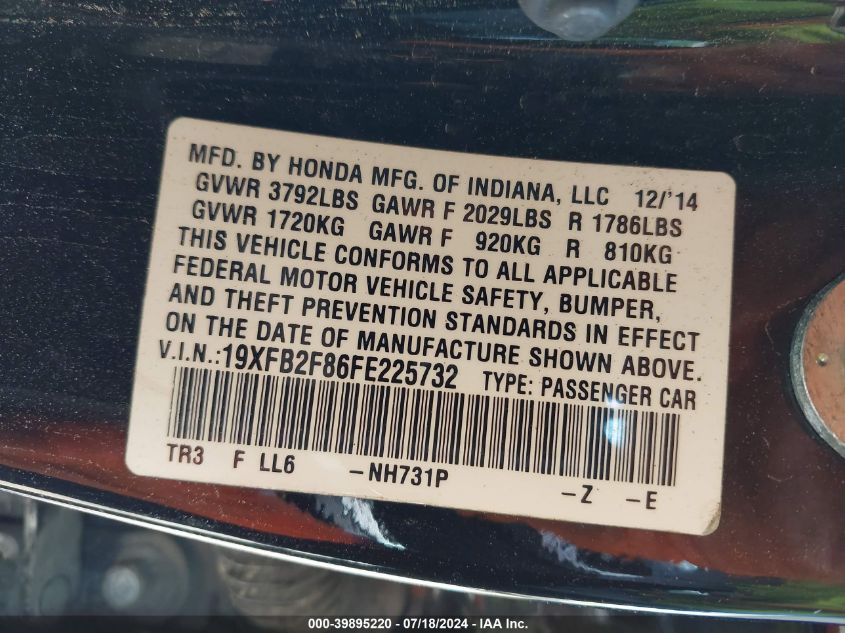 MFD. BY HONDA MFG. OF INDIANA, LLC 12/'14
GVWR 3792LBS GAWR F 2029LBS R 1786LBS
GVWR 1720KG GAWR F 920KG R 810KG
THIS VEHICLE CONFORMS TO ALL APPLICABLE
FEDERAL MOTOR VEHICLE SAFETY, BUMPER,
AND THEFT PREVENTION STANDARDS IN EFFECT
ON THE DATE OF MANUFACTURE SHOWN ABOVE.
V.I.N.:19XFB2F86FE225732 TYPE: PASSENGER CAR
TR3 F LL6 -NH731P -Z -E
000-39895220 - 07/18/2024 - IAA Inc.